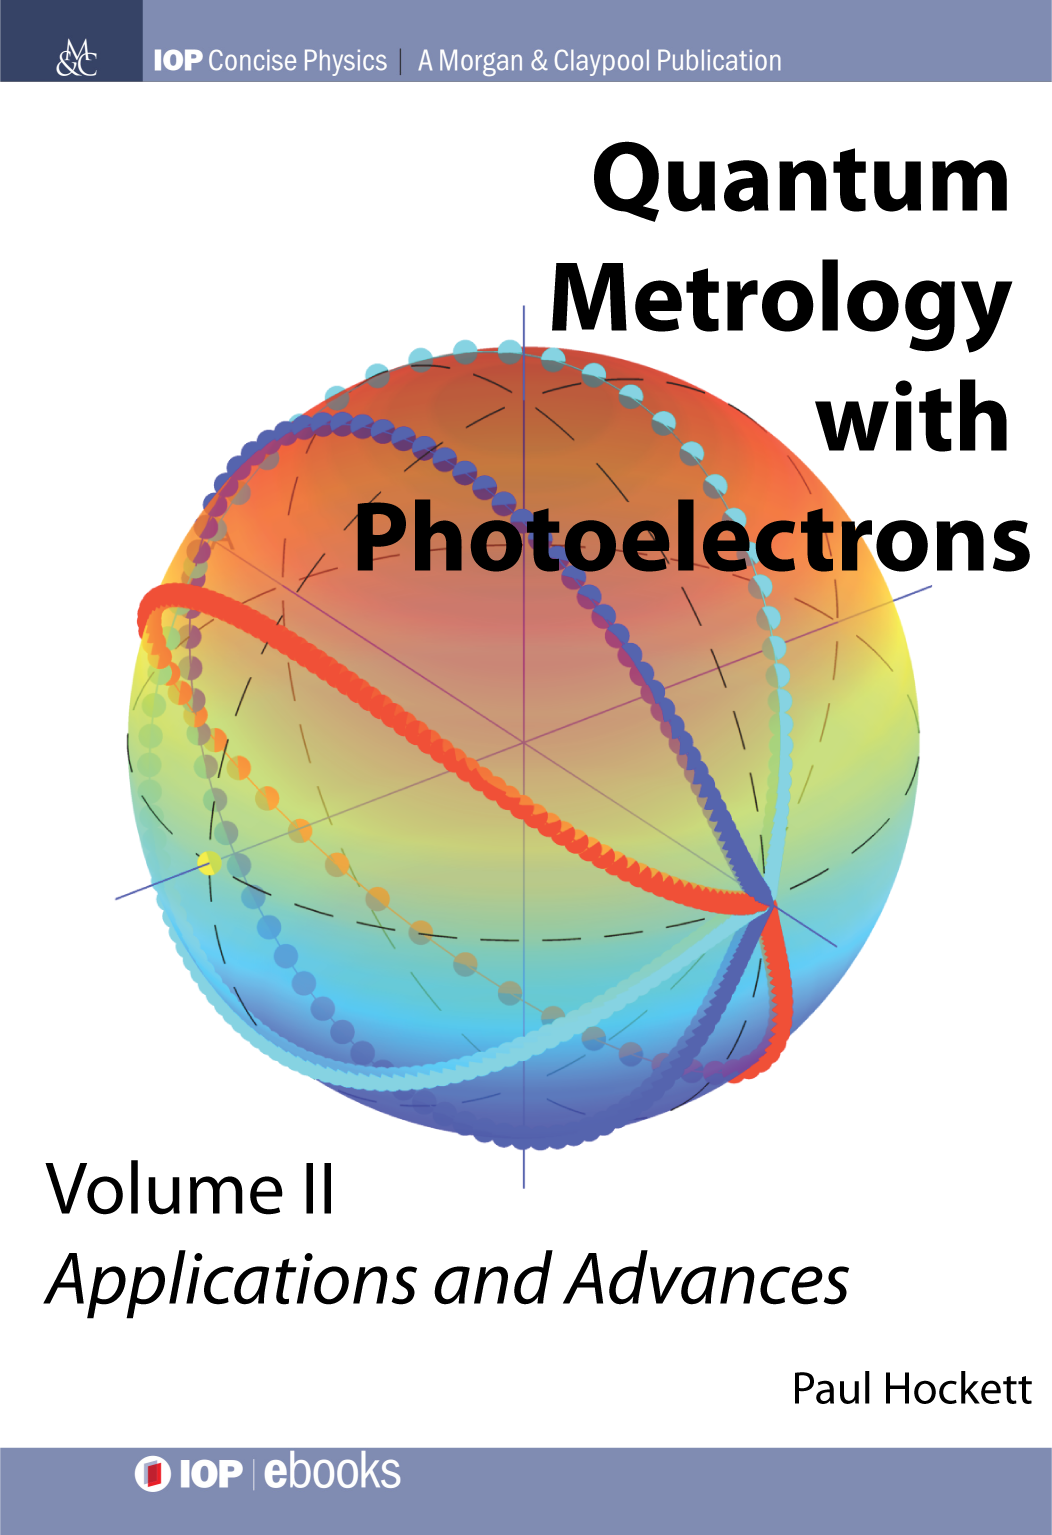 M
&C
IOP Concise Physics | A Morgan & Claypool Publication
Quantum
Metrology
with
Photoelectrons
Volume II
Applications and Advances
Paul Hockett
IOP | ebooks